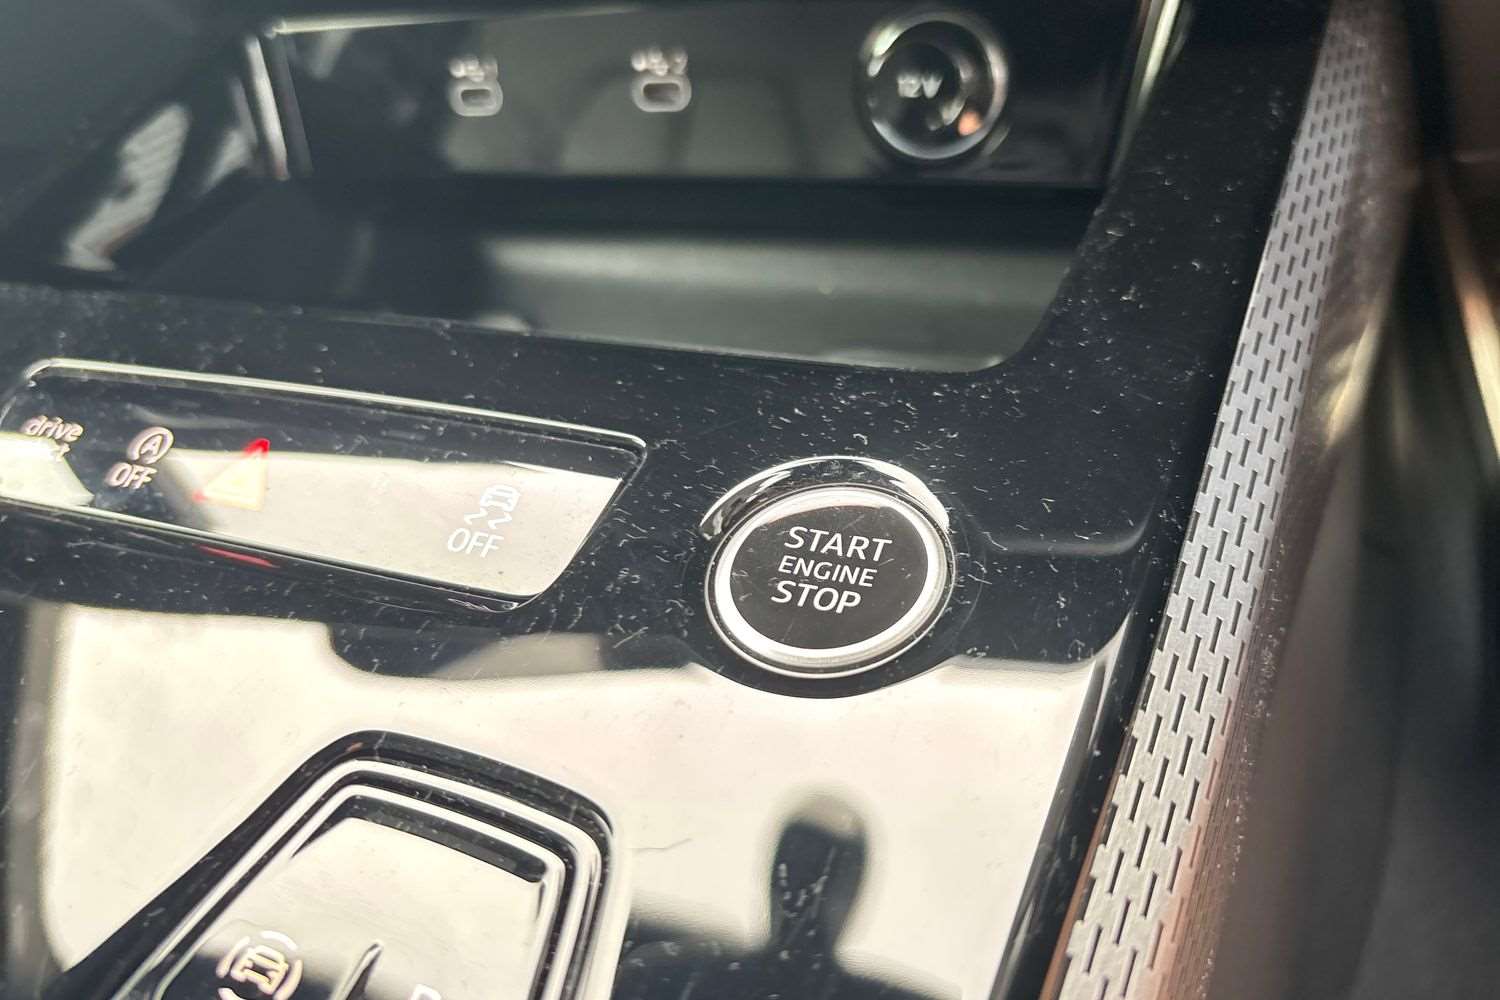 12V
drive
OFF
OFF
START
ENGINE
STOP